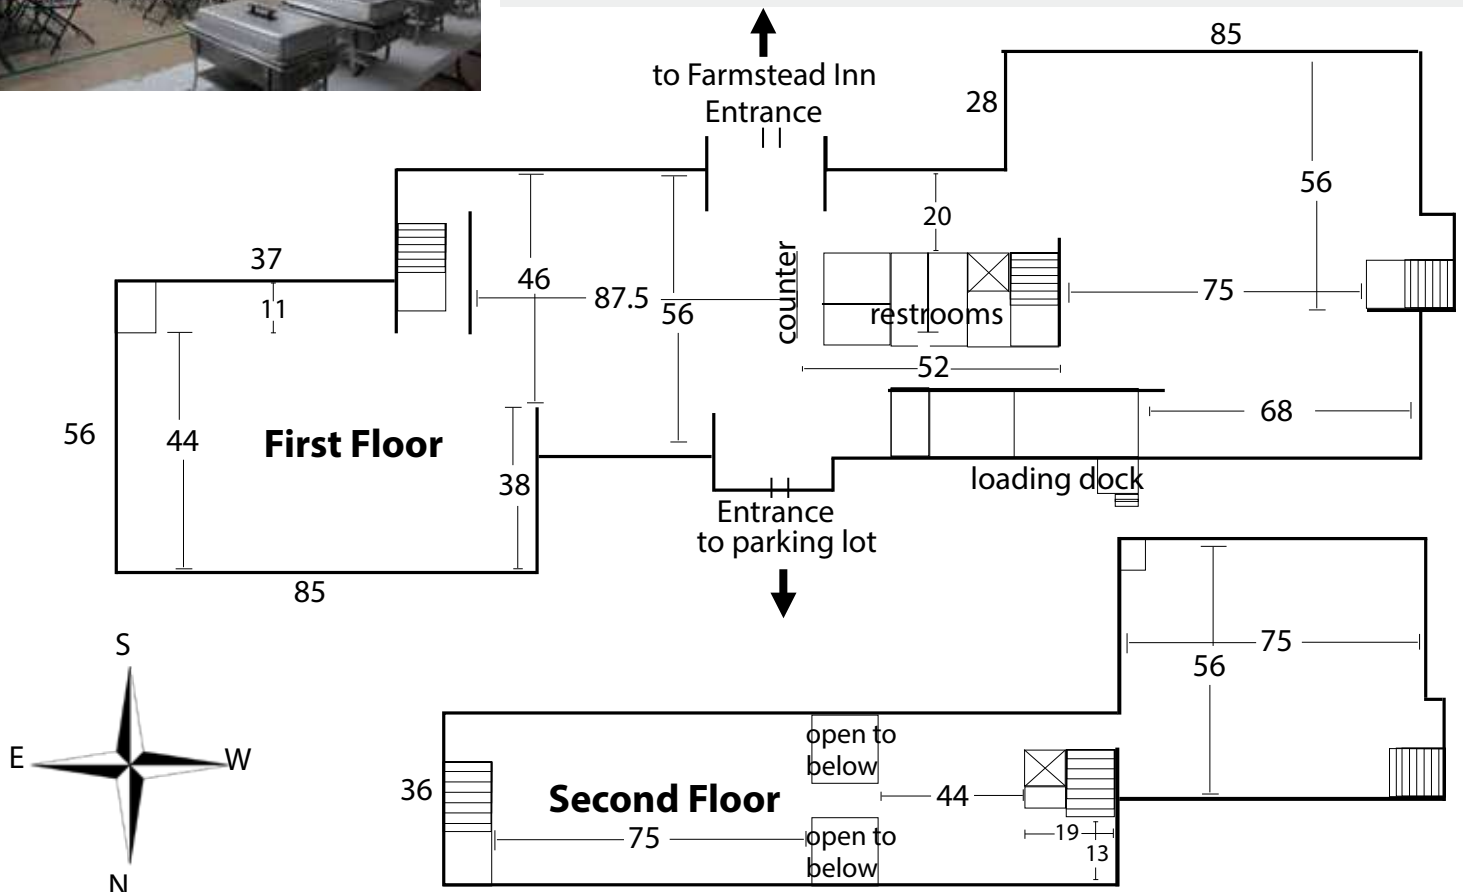 85
to Farmstead Inn
Entrance
28
56
20
37
46
87.5
56
11
counter
restrooms
75
52
68
56
44
First Floor
38
loading dock
Entrance
to parking lot
85
S
E
W
N
75
56
open to
below
36
Second Floor
44
75
open to
below
19
13